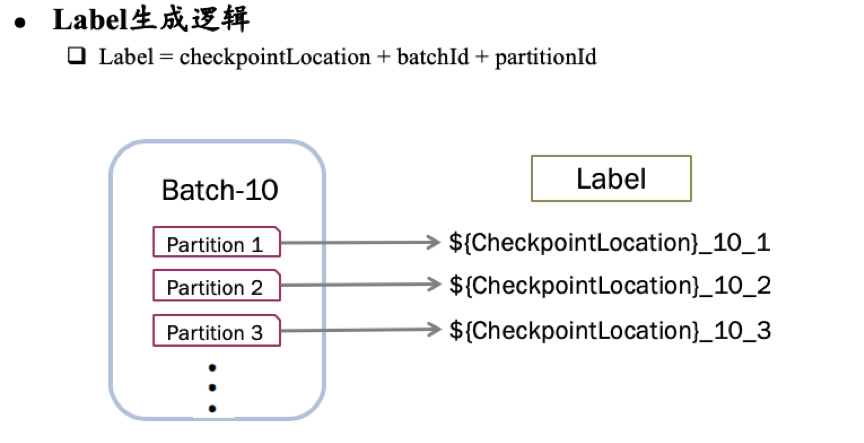 Label生成逻辑
Label = checkpointLocation + batchId + partitionId
Batch-10
Label
Partition 1
${CheckpointLocation}_10_1
Partition 2
${CheckpointLocation}_10_2
Partition 3
${CheckpointLocation}_10_3